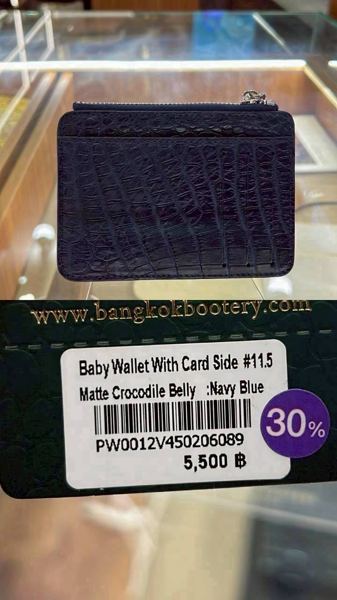 www.bangkokbootery.com
Baby Wallet With Card Side #11.5
Matte Crocodile Belly :Navy Blue
PW0012V450206089
5,500 ฿
30%